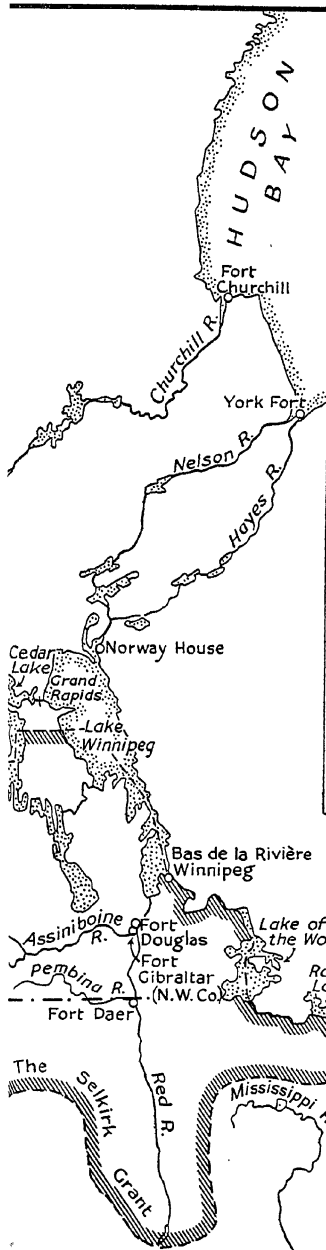 HUDSON
BAY
Fort
Churchill
Churchill R.
York Fort
Nelson R.
Hayes R.
Norway House
Cedar
Lake
Grand
Rapids
Lake
Winnipeg
Bas de la Rivière
Winnipeg
Assiniboine
R.
Fort
Douglas
Lake of
the Wo
Fort
Gibraltar
(N.W.Co.)
Pembina R.
Fort Daer
Ra
La
The
Selkirk
Grant
Red R.
Mississippi R